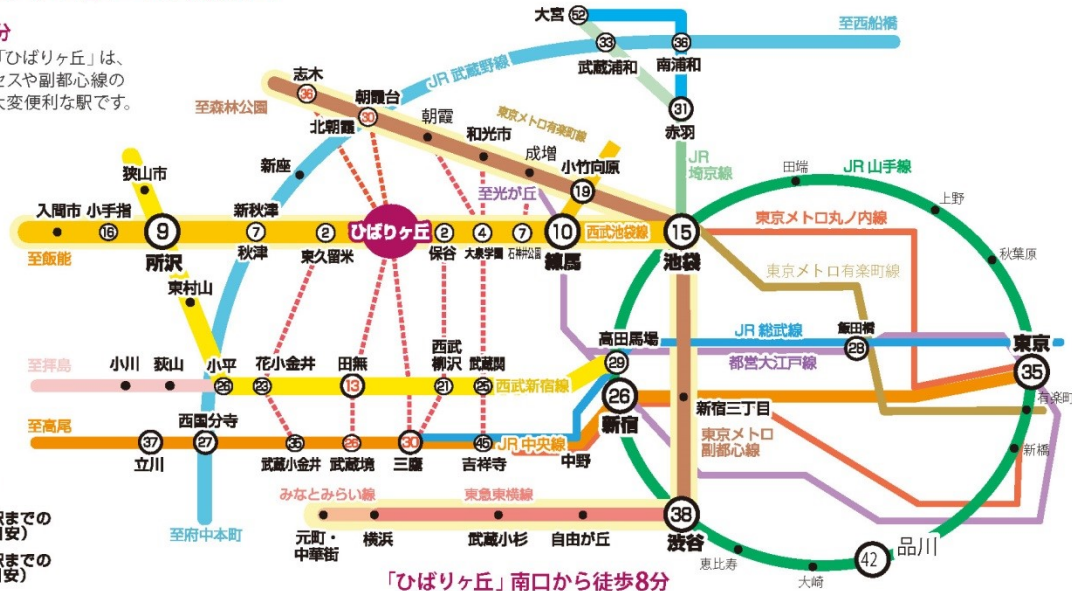 分
「ひばりヶ丘」は、
セスや副都心線の
大変便利な駅です。
大宮
52
33
武蔵浦和
36
南浦和
至西船橋
JR 武蔵野線
31
赤羽
JR
埼京線
志木
36
至森林公園
朝霞台
30
北朝霞
朝霞
和光市
成増
東京メトロ有楽町線
小竹向原
19
至光が丘
新座
狭山市
入間市
小手指
16
9
所沢
新秋津
7
秋津
2
東久留米
ひばりヶ丘
2
保谷
4
大泉学園
7
石神井公園
10
練馬
西武池袋線
15
池袋
至飯能
田端
JR 山手線
上野
東京メトロ丸ノ内線
秋葉原
東京メトロ有楽町線
東村山
至拝島
小川
萩山
小平
26
花小金井
23
田無
13
西武
柳沢
21
武蔵関
25
西武新宿線
高田馬場
29
JR 総武線
飯田橋
28
都営大江戸線
東京
35
有楽町
新橋
26
新宿
新宿三丁目
東京メトロ
副都心線
至高尾
37
立川
西国分寺
27
35
武蔵小金井
26
武蔵境
30
三鷹
45
吉祥寺
JR 中央線
中野
至府中本町
みなとみらい線
東急東横線
元町・
中華街
横浜
武蔵小杉
自由が丘
38
渋谷
恵比寿
大崎
42
品川
駅までの
目安）
駅までの
目安）
「ひばりヶ丘」南口から徒歩8分